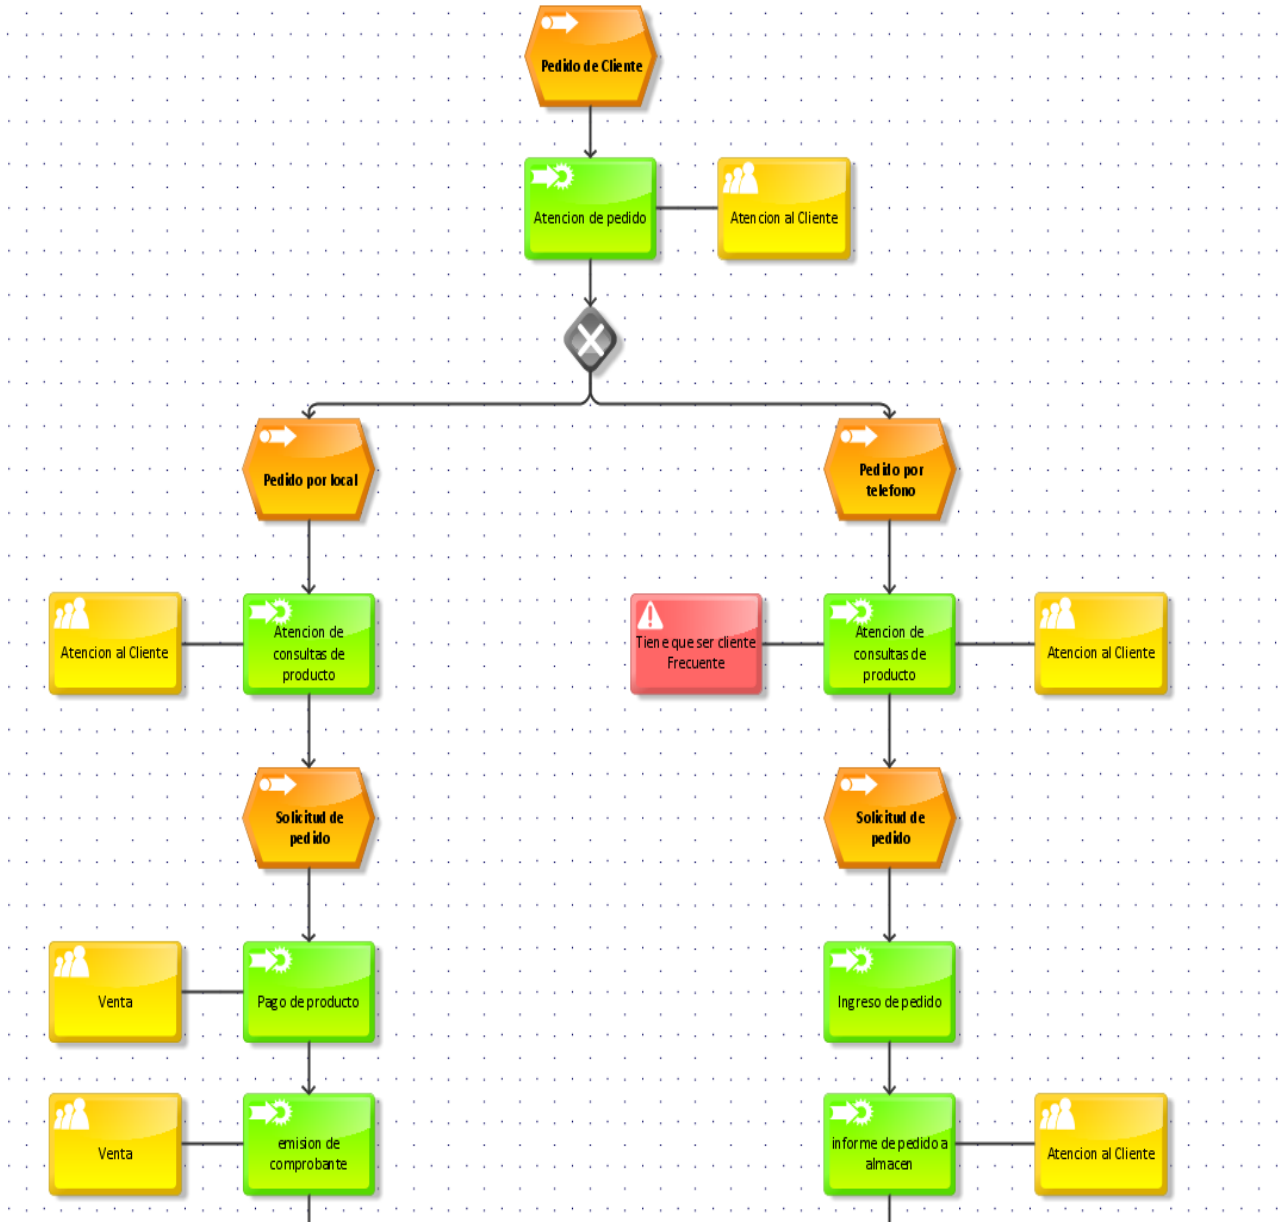 Pedido de Cliente
Atencion de pedido
Atencion al Cliente
Pedido por local
Pedido por
telefono
Atencion al Cliente
Atencion de
consultas de
producto
Tiene que ser cliente
Frecuente
Atencion de
consultas de
producto
Atencion al Cliente
Solicitud de
pedido
Solicitud de
pedido
Venta
Pago de producto
Ingreso de pedido
Venta
emision de
comprobante
informe de pedido a
almacen
Atencion al Cliente